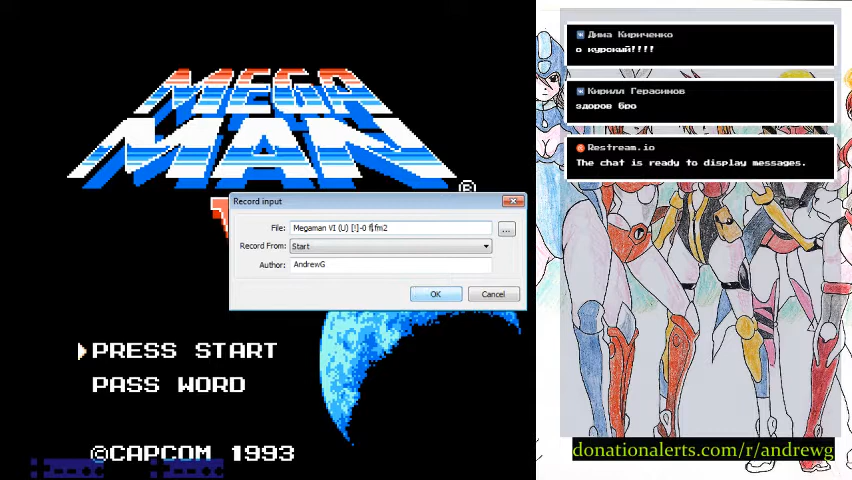 MEGA
MAN
®
Record input
File: Megaman VI (U) [!]-0 f.fm2 ...
Record From: Start
Author: AndrewG
OK Cancel
PRESS START
PASS WORD
©CAPCOM 1993
Дима Кириченко
о курокый!!!!
Кирилл Герасимов
здоров бро
Restream.io
The chat is ready to display messages.
donationalerts.com/r/andrewg